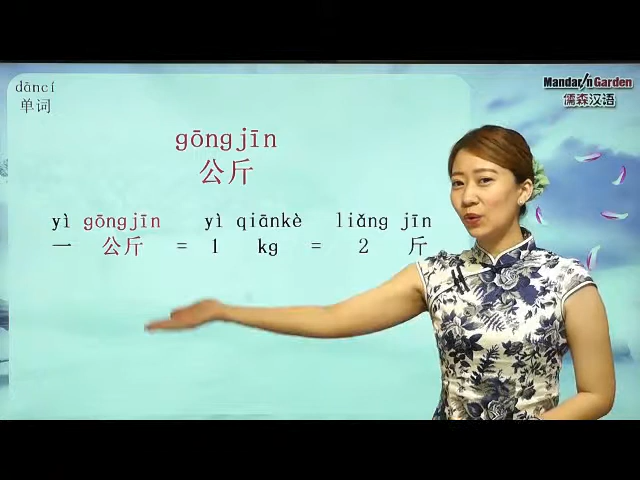 dāncí
单词
Mandarin Garden
儒森汉语
gōngjīn
公斤
yì gōngjīn yì qiānkè liǎng jīn
一 公斤 = 1 kg = 2 斤